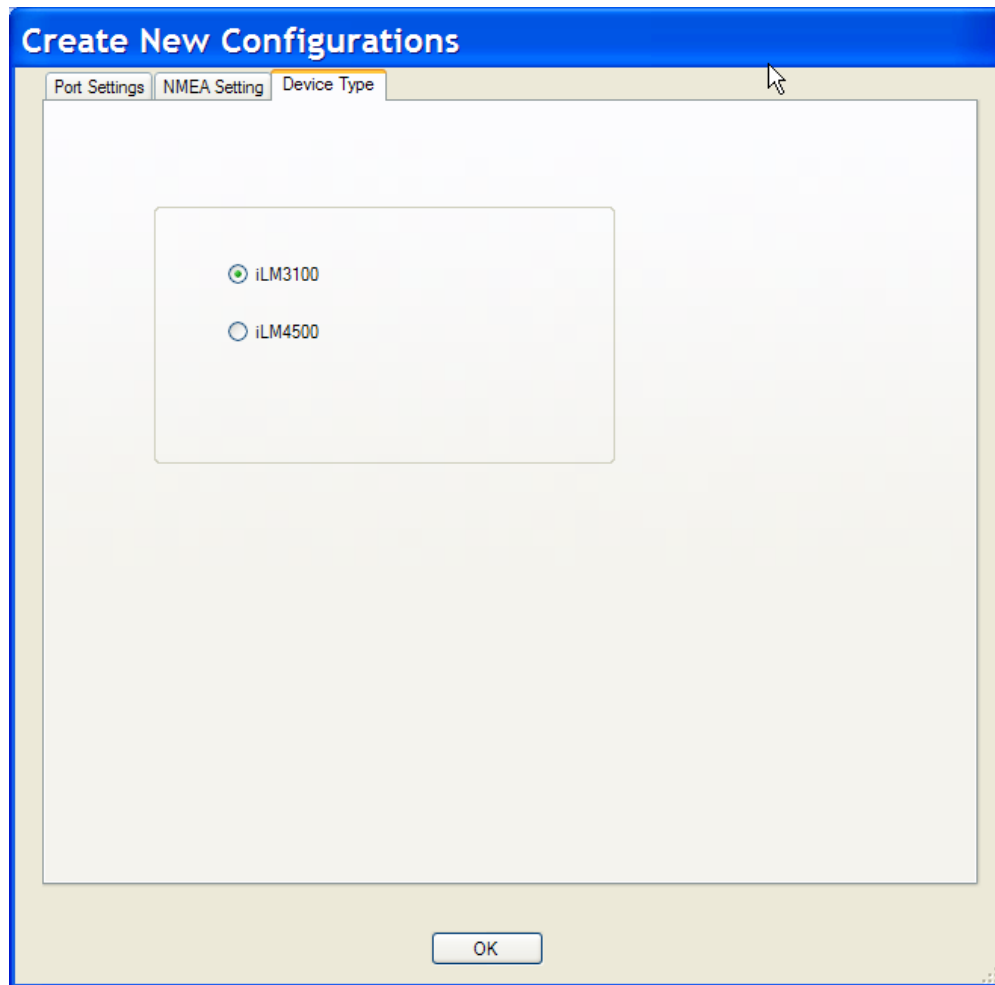 Create New Configurations
Port Settings NMEA Setting Device Type
iLM3100
iLM4500
OK